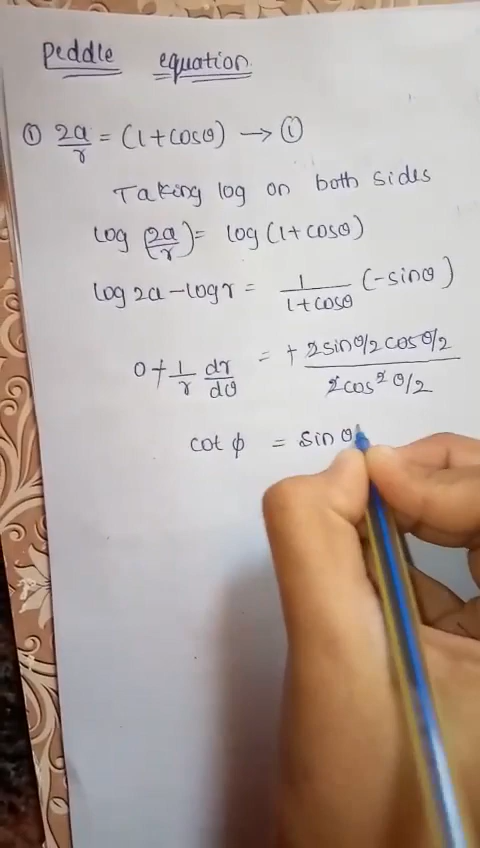 Peddle equation
① 2a/r = (1+cosθ) → ①
Taking log on both sides
log (2a/r) = log (1+cosθ)
log 2a - log r = 1/1+cosθ (-sinθ)
0 + 1/r dr/dθ = + 2sinθ/2 cosθ/2 / 2cos² θ/2
cot ϕ = sin θ